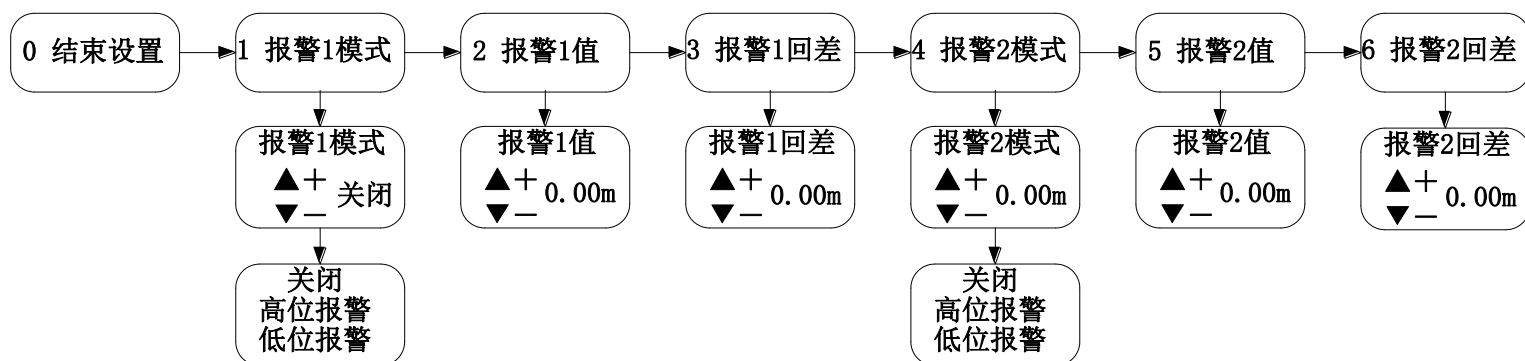 0 结束设置
1 报警1模式
2 报警1值
3 报警1回差
4 报警2模式
5 报警2值
6 报警2回差
报警1模式
▲+
▼−
关闭
报警1值
▲+
▼−
0.00m
报警1回差
▲+
▼−
0.00m
报警2模式
▲+
▼−
0.00m
报警2值
▲+
▼−
0.00m
报警2回差
▲+
▼−
0.00m
关闭
高位报警
低位报警
关闭
高位报警
低位报警